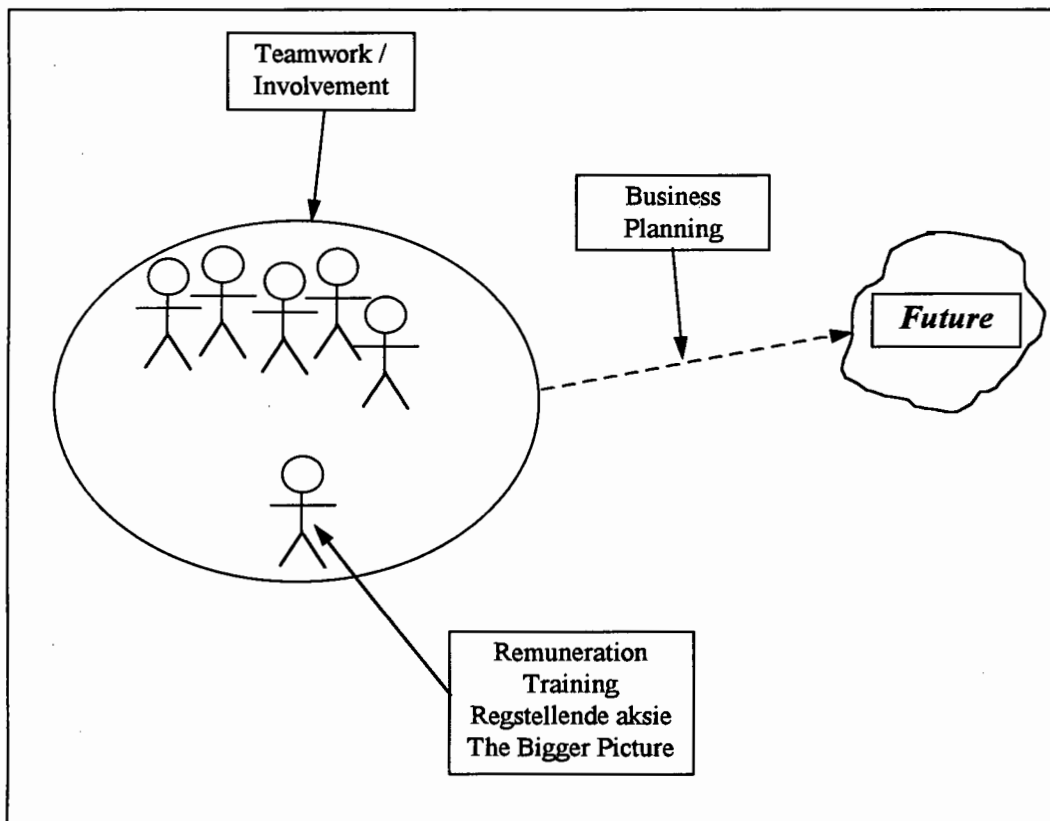 Teamwork /
Involvement
Business
Planning
Future
Remuneration
Training
Regstellende aksie
The Bigger Picture